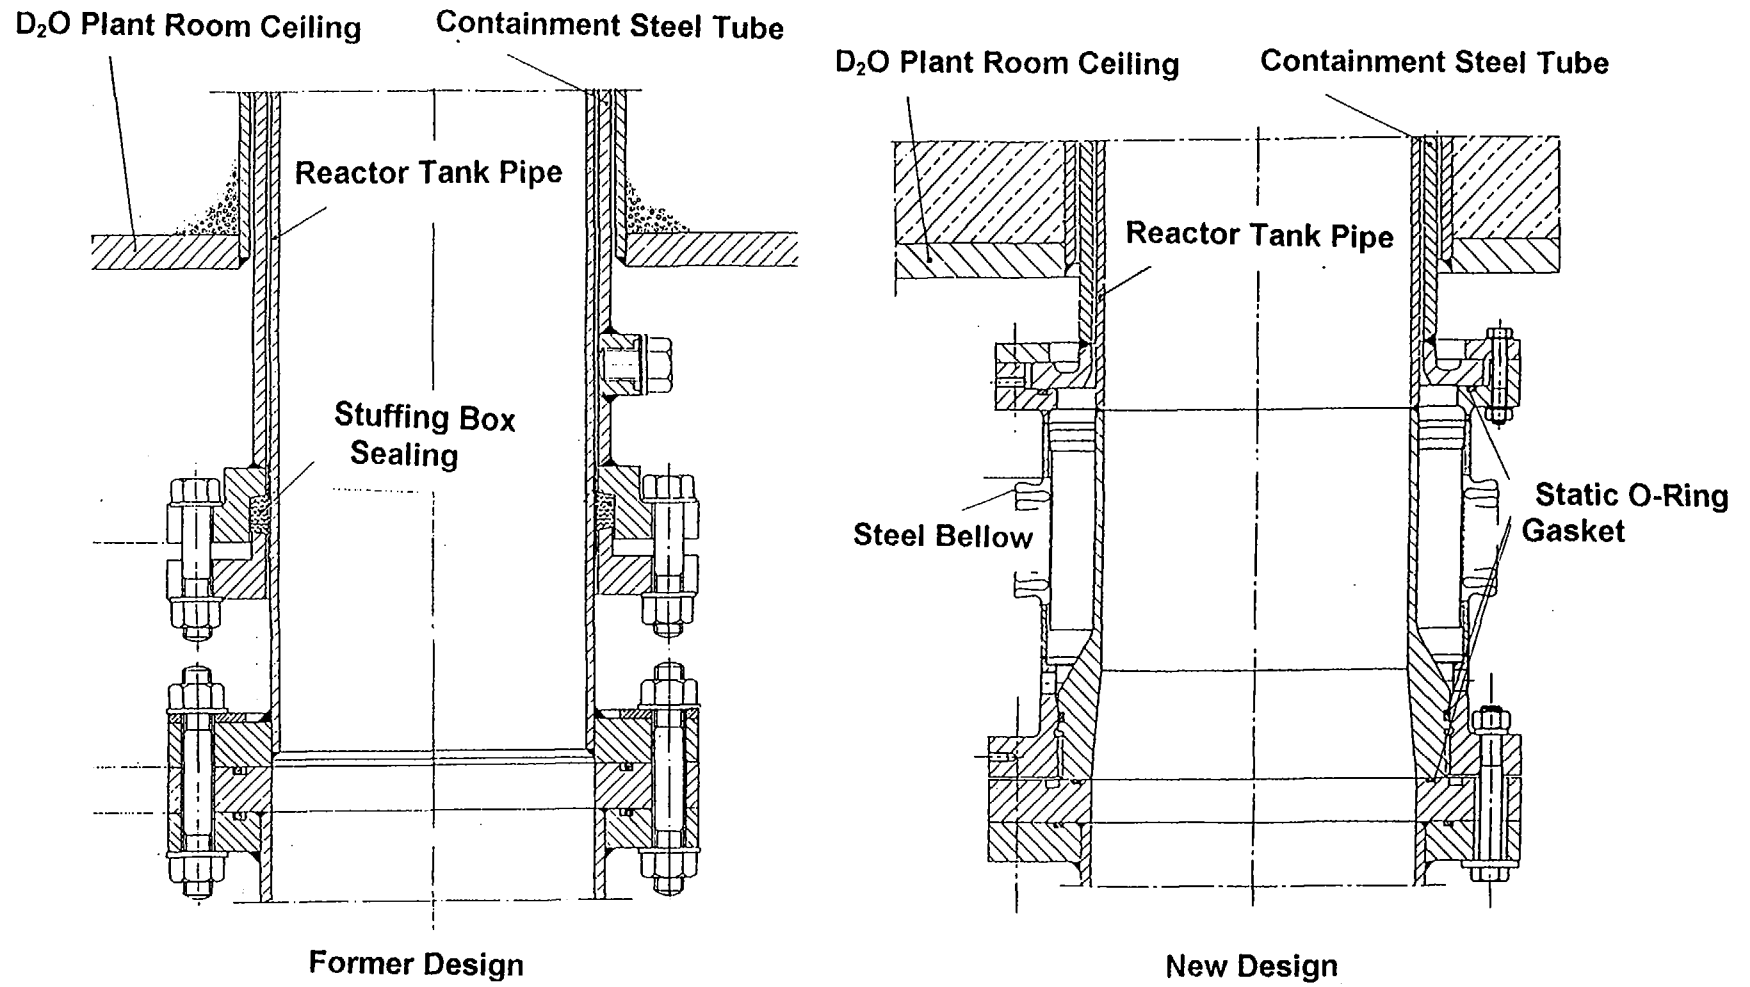 D₂O Plant Room Ceiling
Containment Steel Tube
Reactor Tank Pipe
Stuffing Box
Sealing
Former Design
D₂O Plant Room Ceiling
Containment Steel Tube
Reactor Tank Pipe
Steel Bellow
Static O-Ring
Gasket
New Design